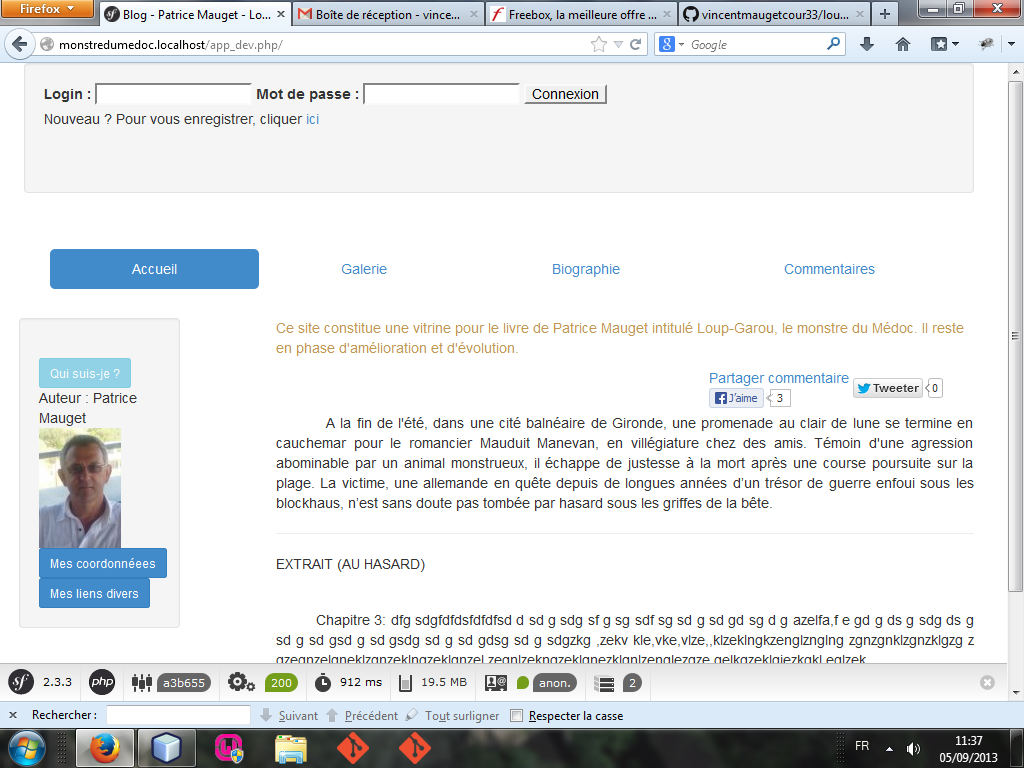 Firefox
Blog - Patrice Mauget - Lo...
Boîte de réception - vince...
Freebox, la meilleure offre ...
vincentmaugetcour33/lou...
monstredumedoc.localhost/app_dev.php/
Google
Login :
Mot de passe :
Connexion
Nouveau ? Pour vous enregistrer, cliquer ici
Accueil
Galerie
Biographie
Commentaires
Ce site constitue une vitrine pour le livre de Patrice Mauget intitulé Loup-Garou, le monstre du Médoc. Il reste
en phase d'amélioration et d'évolution.
Qui suis-je ?
Auteur : Patrice
Mauget
Mes coordonnéees
Mes liens divers
Partager commentaire
Tweeter
0
J'aime
3
A la fin de l'été, dans une cité balnéaire de Gironde, une promenade au clair de lune se termine en
cauchemar pour le romancier Mauduit Manevan, en villégiature chez des amis. Témoin d'une agression
abominable par un animal monstrueux, il échappe de justesse à la mort après une course poursuite sur la
plage. La victime, une allemande en quête depuis de longues années d'un trésor de guerre enfoui sous les
blockhaus, n'est sans doute pas tombée par hasard sous les griffes de la bête.
EXTRAIT (AU HASARD)
Chapitre 3: dfg sdgfdfdsfdfdfsd d sd g sdg sf g sg sdf sg sd g sd gd sg d g azelfa,f e gd g ds g sdg ds g
sd g sd gsd g sd gsdg sd g sd gdsg sd g sdgzkg ,zekv kle,vke,vlze,,klzeklngkzenglznglng zgnzgnklzgnzklgzg z
2.3.3
php
a3b655
200
912 ms
19.5 MB
anon.
2
Rechercher :
Suivant
Précédent
Tout surligner
Respecter la casse
FR
11:37
05/09/2013